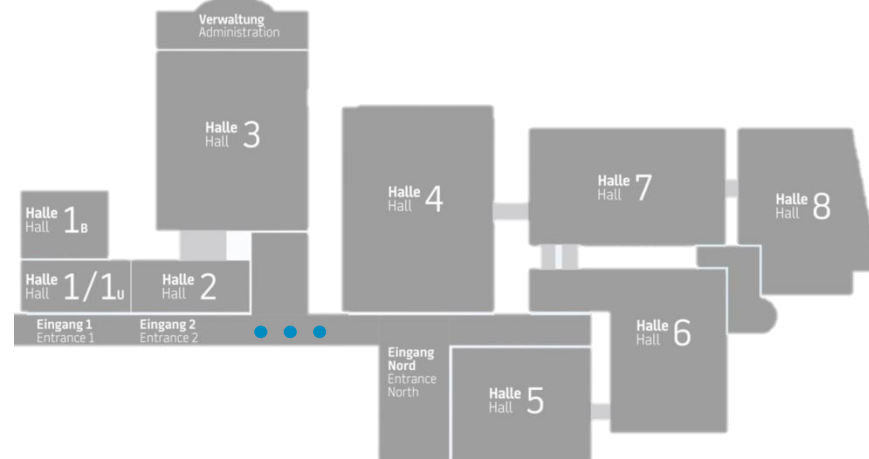 Verwaltung
Administration
Halle
Hall
3
Halle
Hall
4
Halle
Hall
7
Halle
Hall
8
Halle
Hall
1B
Halle
Hall
1/1U
Halle
Hall
2
Eingang 1
Entrance 1
Eingang 2
Entrance 2
Halle
Hall
6
Eingang
Nord
Entrance
North
Halle
Hall
5